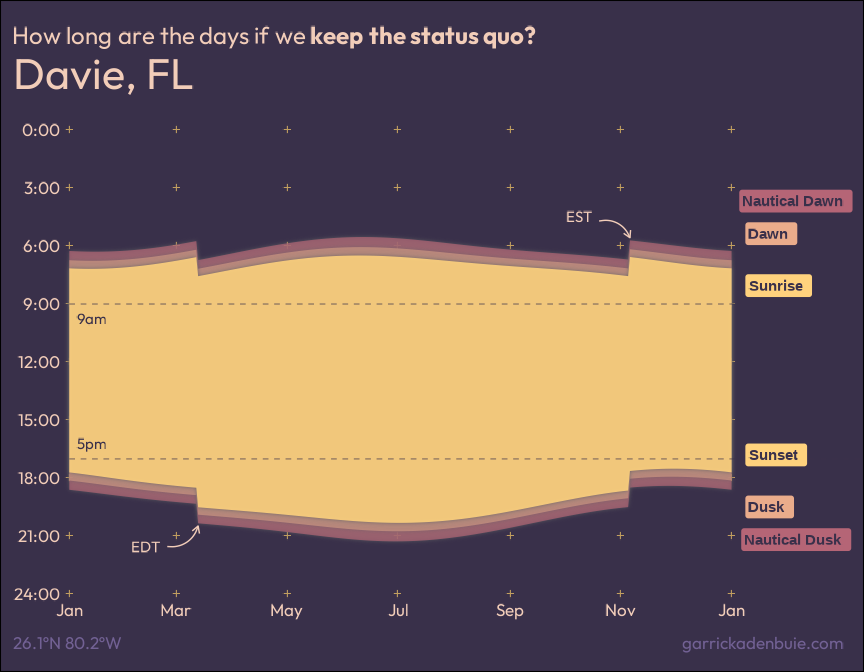 How long are the days if we keep the status quo?
Davie, FL
0:00
3:00
Nautical Dawn
EST
Dawn
6:00
Sunrise
9:00
9am
12:00
15:00
5pm
Sunset
18:00
Dusk
21:00
Nautical Dusk
EDT
24:00
Jan Mar May Jul Sep Nov Jan
26.1°N 80.2°W
garrickadenbuie.com